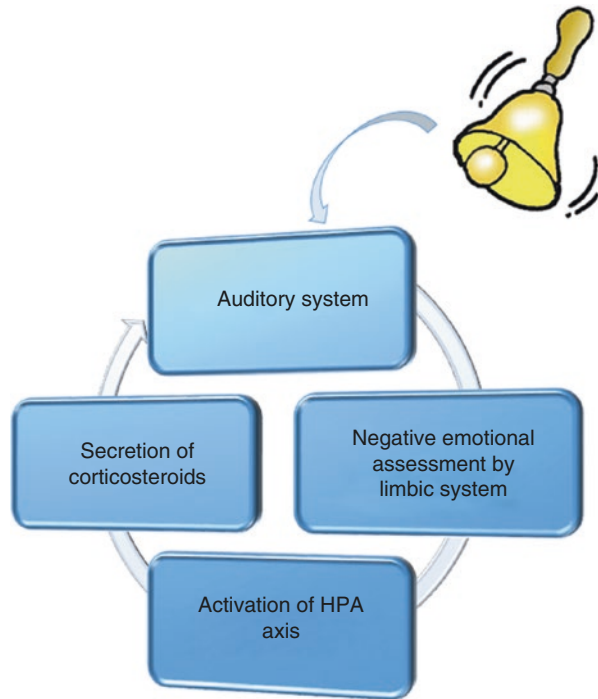 Auditory system
Negative emotional
assessment by
limbic system
Activation of HPA
axis
Secretion of
corticosteroids